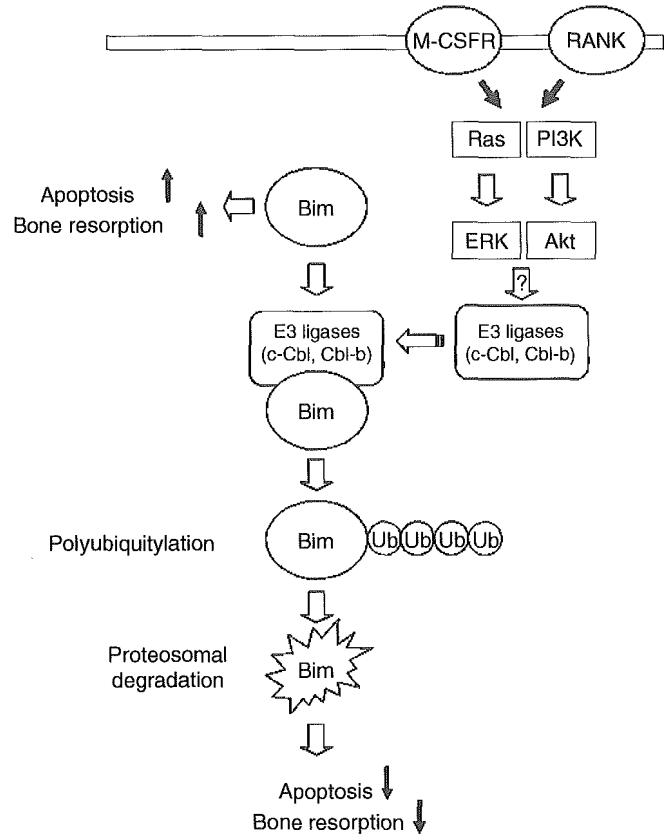 M-CSFR RANK
Ras PI3K
Apoptosis
Bone resorption
Bim
ERK Akt
?
E3 ligases
(c-Cbl, Cbl-b)
E3 ligases
(c-Cbl, Cbl-b)
Bim
Polyubiquitylation Bim Ub Ub Ub Ub
Proteosomal
degradation
Bim
Apoptosis
Bone resorption